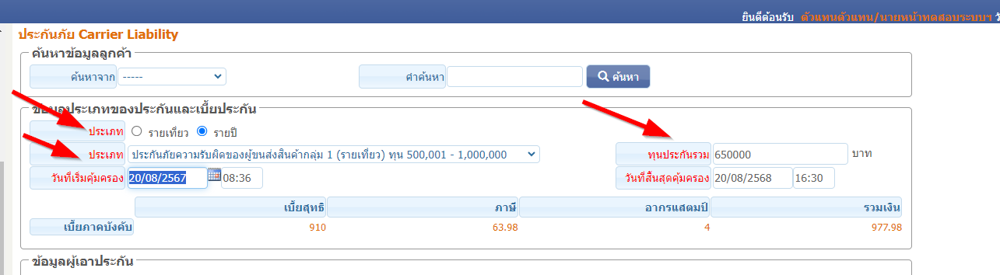 ยินดีต้อนรับ ตัวแทนตัวแทน/นายหน้าทดสอบระบบฯ วั
ประกันภัย Carrier Liability
ค้นหาข้อมูลลูกค้า
ค้นหาจาก ----- คำค้นหา ค้นหา
ข้อมูลประเภทของประกันและเบี้ยประกัน
ประเภท รายเที่ยว รายปี
ประเภท ประกันภัยความรับผิดของผู้ขนส่งสินค้ากลุ่ม 1 (รายเที่ยว) ทุน 500,001 - 1,000,000 ทุนประกันรวม 650000 บาท
วันที่เริ่มคุ้มครอง 20/08/2567 08:36 วันที่สิ้นสุดคุ้มครอง 20/08/2568 16:30
เบี้ยสุทธิ ภาษี อากรแสตมป์ รวมเงิน
เบี้ยภาคบังคับ 910 63.98 4 977.98
ข้อมูลผู้เอาประกัน